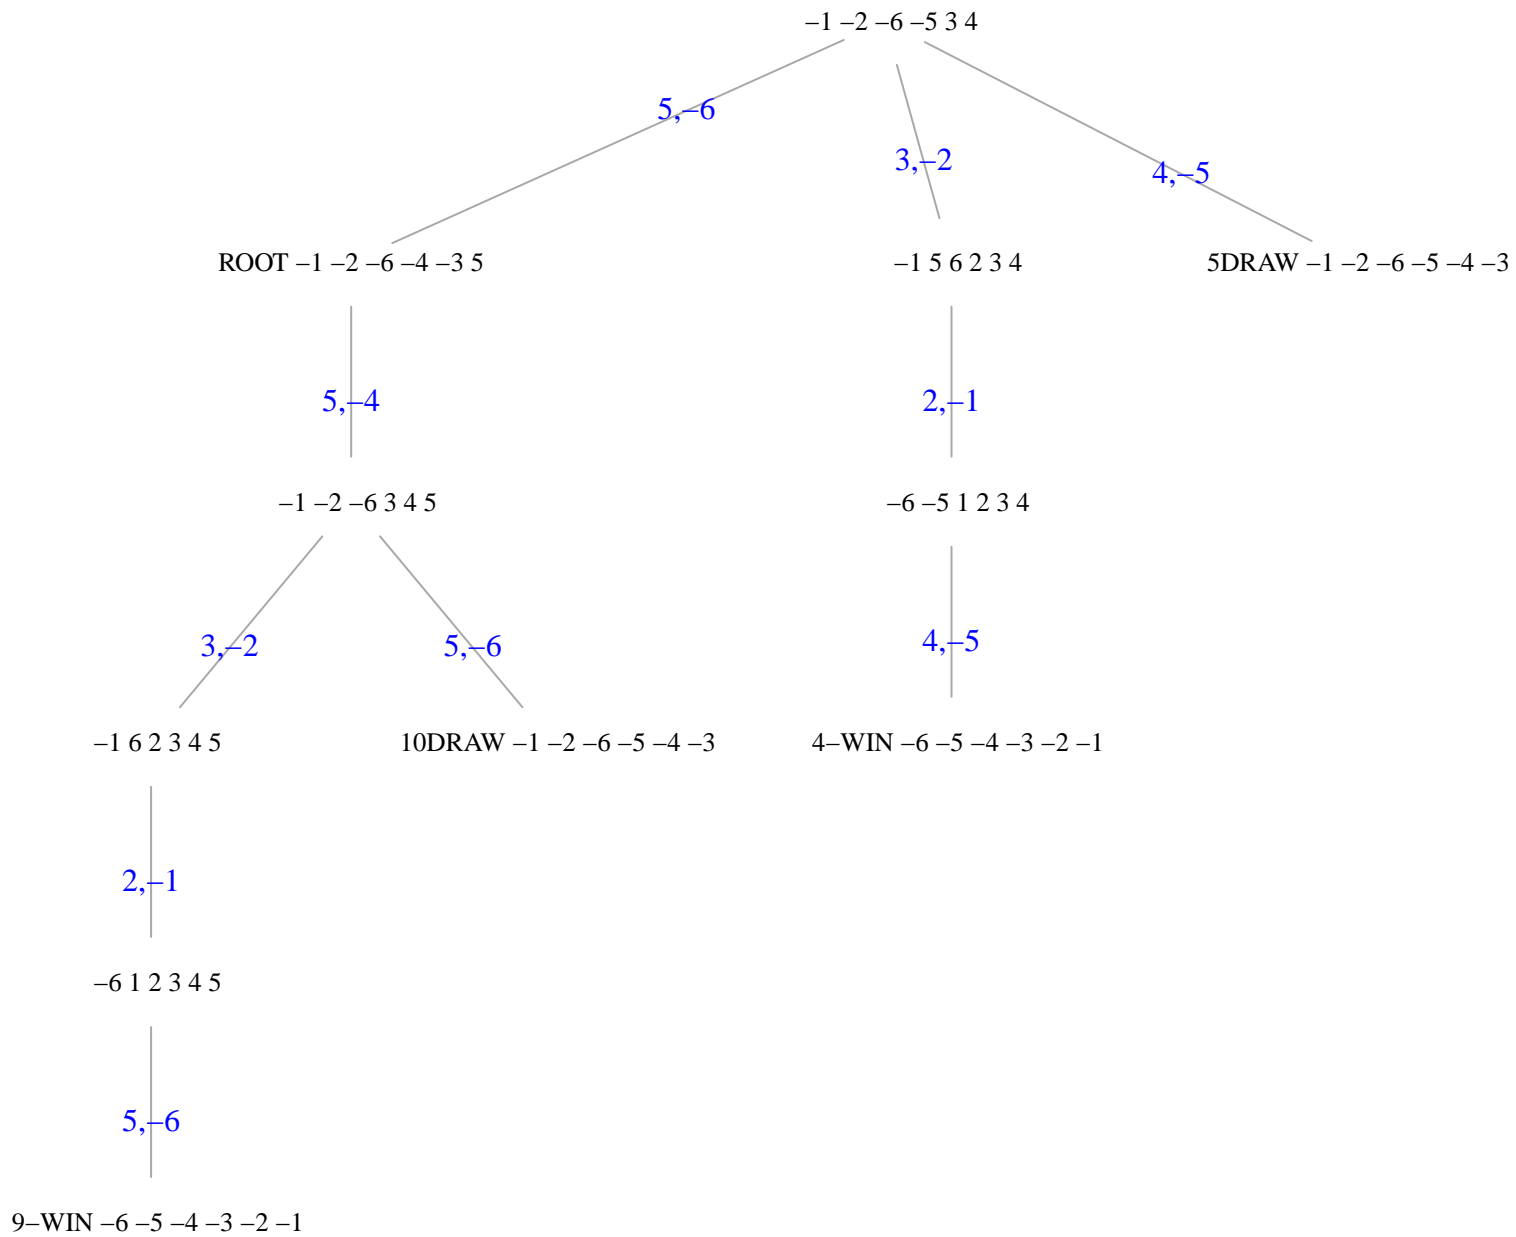 –1 –2 –6 –5 3 4
5,–6
3,–2
4,–5
ROOT –1 –2 –6 –4 –3 5
–1 5 6 2 3 4
5DRAW –1 –2 –6 –5 –4 –3
5,–4
2,–1
–1 –2 –6 3 4 5
–6 –5 1 2 3 4
3,–2
5,–6
4,–5
–1 6 2 3 4 5
10DRAW –1 –2 –6 –5 –4 –3
4–WIN –6 –5 –4 –3 –2 –1
2,–1
–6 1 2 3 4 5
5,–6
9–WIN –6 –5 –4 –3 –2 –1